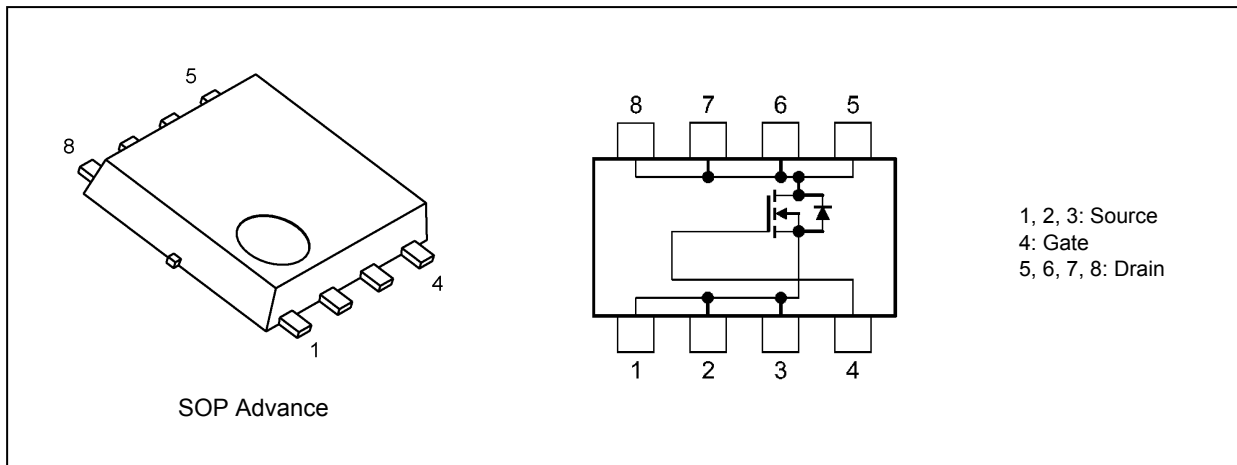 5
8
4
1
SOP Advance
8 7 6 5
1 2 3 4
1, 2, 3: Source
4: Gate
5, 6, 7, 8: Drain